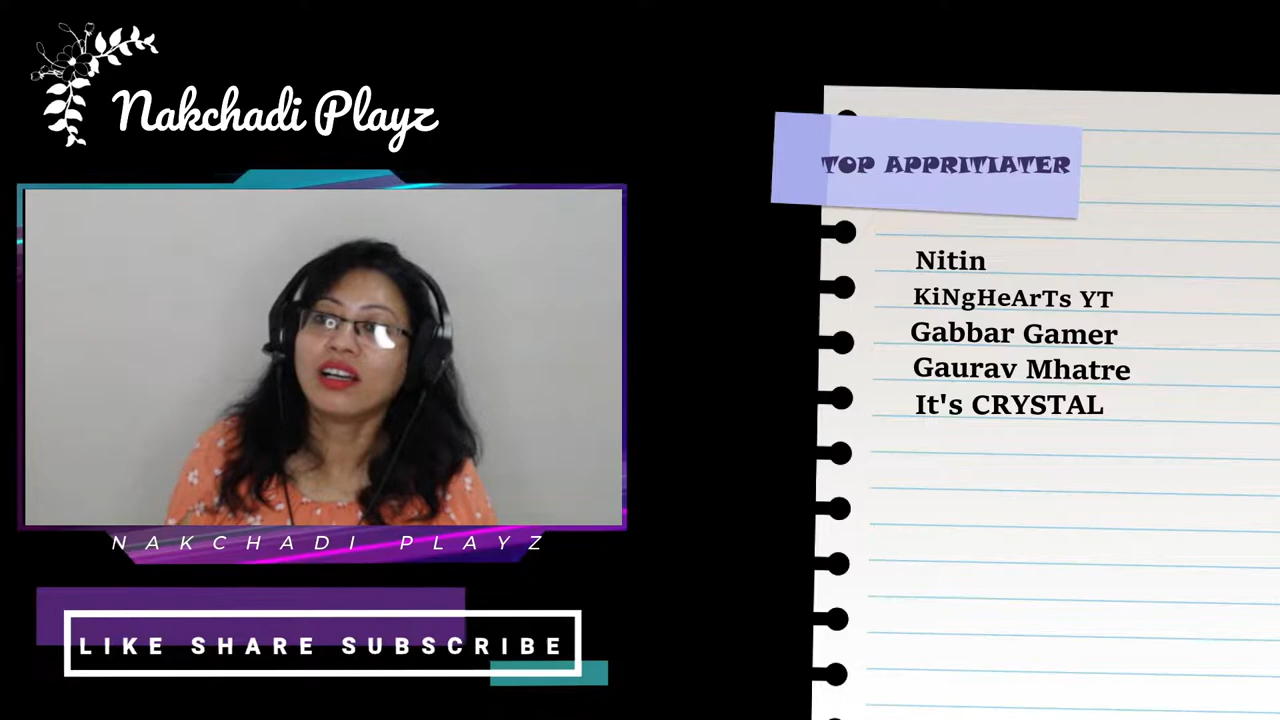 Nakchadi Playz
NAKCHADI PLAYZ
LIKE SHARE SUBSCRIBE
TOP APPRITIATER
Nitin
KiNgHeArTs YT
Gabbar Gamer
Gaurav Mhatre
It's CRYSTAL